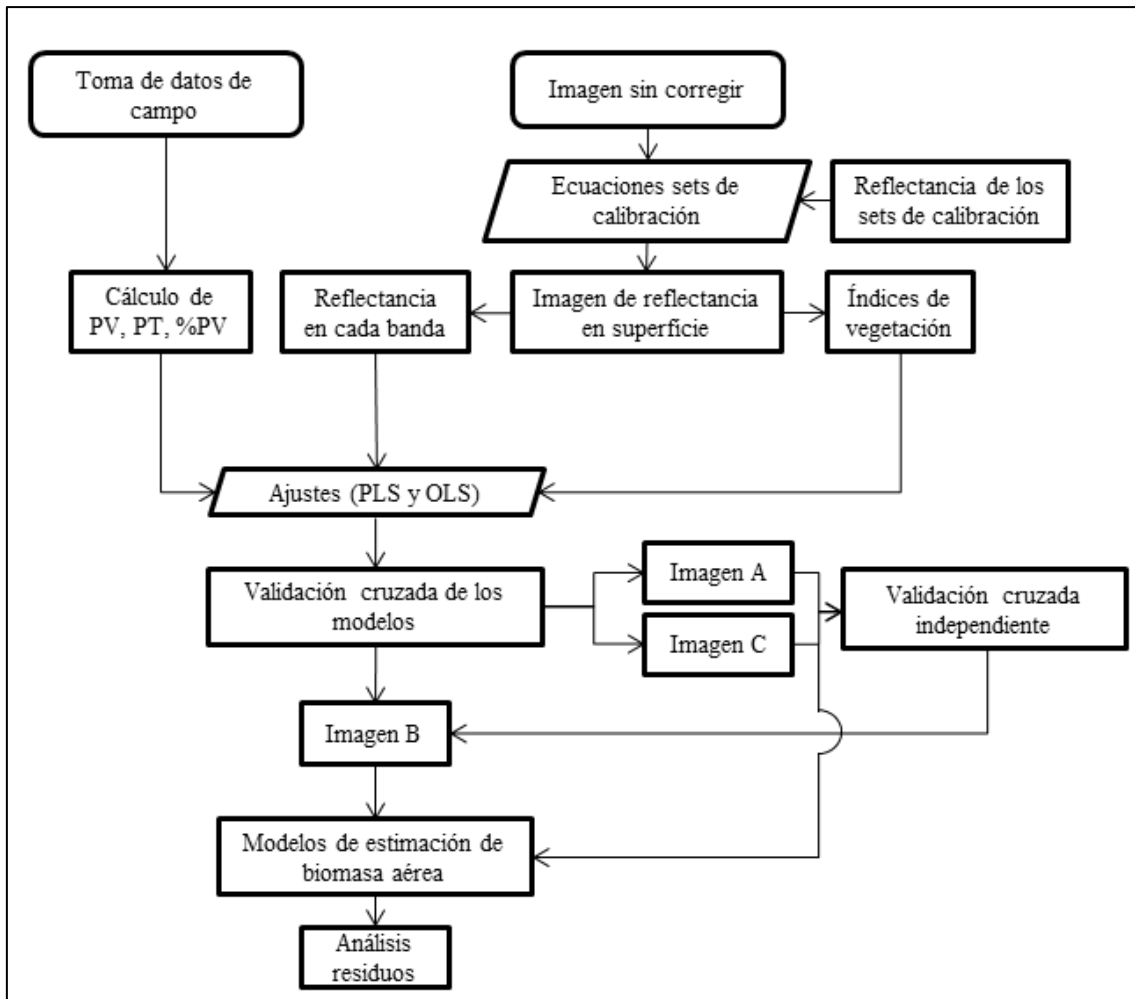 Toma de datos de
campo
Imagen sin corregir
Ecuaciones sets de
calibración
Reflectancia de los
sets de calibración
Cálculo de
PV, PT, %PV
Reflectancia
en cada banda
Imagen de reflectancia
en superfície
Índices de
vegetación
Ajustes (PLS y OLS)
Validación cruzada de los
modelos
Imagen A
Imagen C
Validación cruzada
independiente
Imagen B
Modelos de estimación de
biomasa aérea
Análisis
residuos